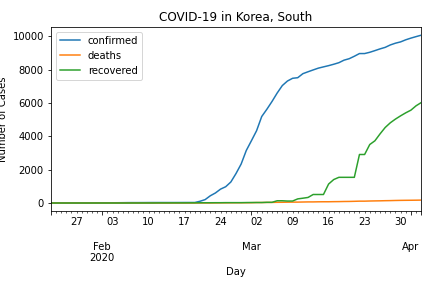 COVID-19 in Korea, South
confirmed
deaths
recovered
Number of Cases
10000
8000
6000
4000
2000
0
27 03 10 17 24 02 09 16 23 30
Feb Mar Apr
2020
Day